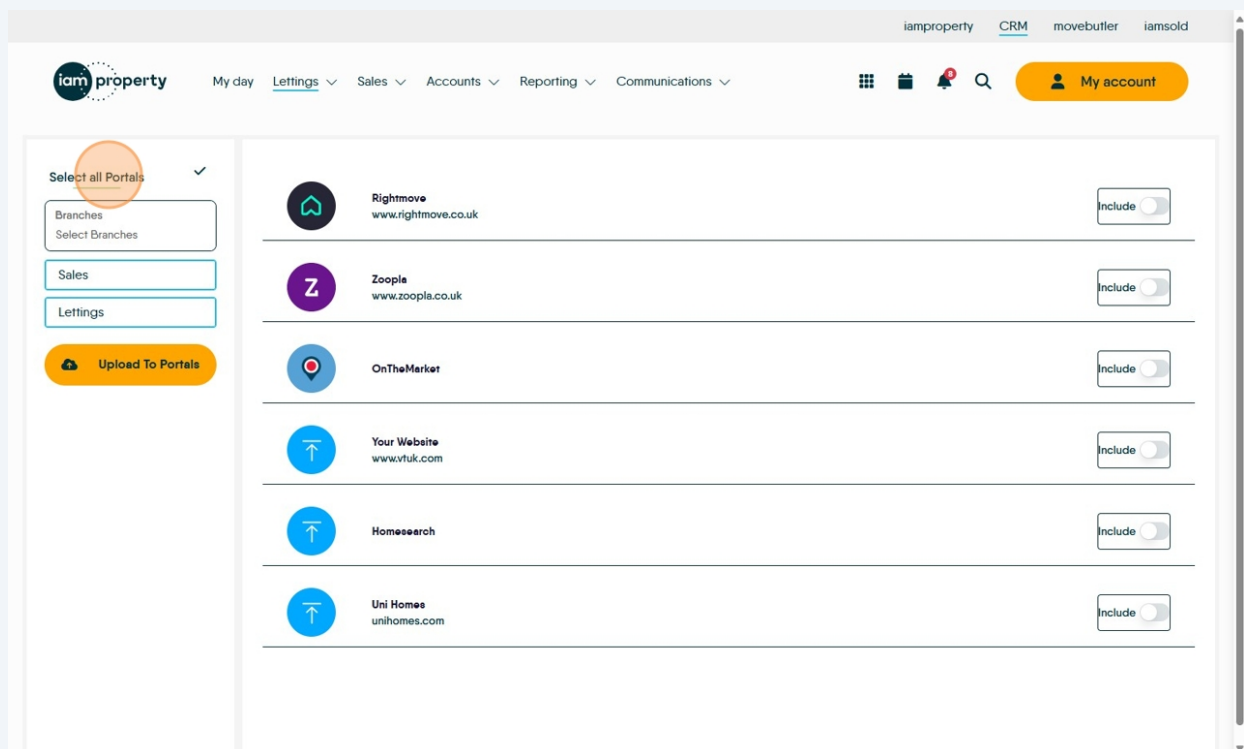 iamproperty CRM movebutler iamsold
iam property My day Lettings Sales Accounts Reporting Communications 8 My account
Select all Portals
Branches
Select Branches
Sales
Lettings
Upload To Portals
Rightmove
www.rightmove.co.uk
Include
Z
Zoopla
www.zoopla.co.uk
Include
OnTheMarket
Include
Your Website
www.vtuk.com
Include
Homesearch
Include
Uni Homes
unihomes.com
Include